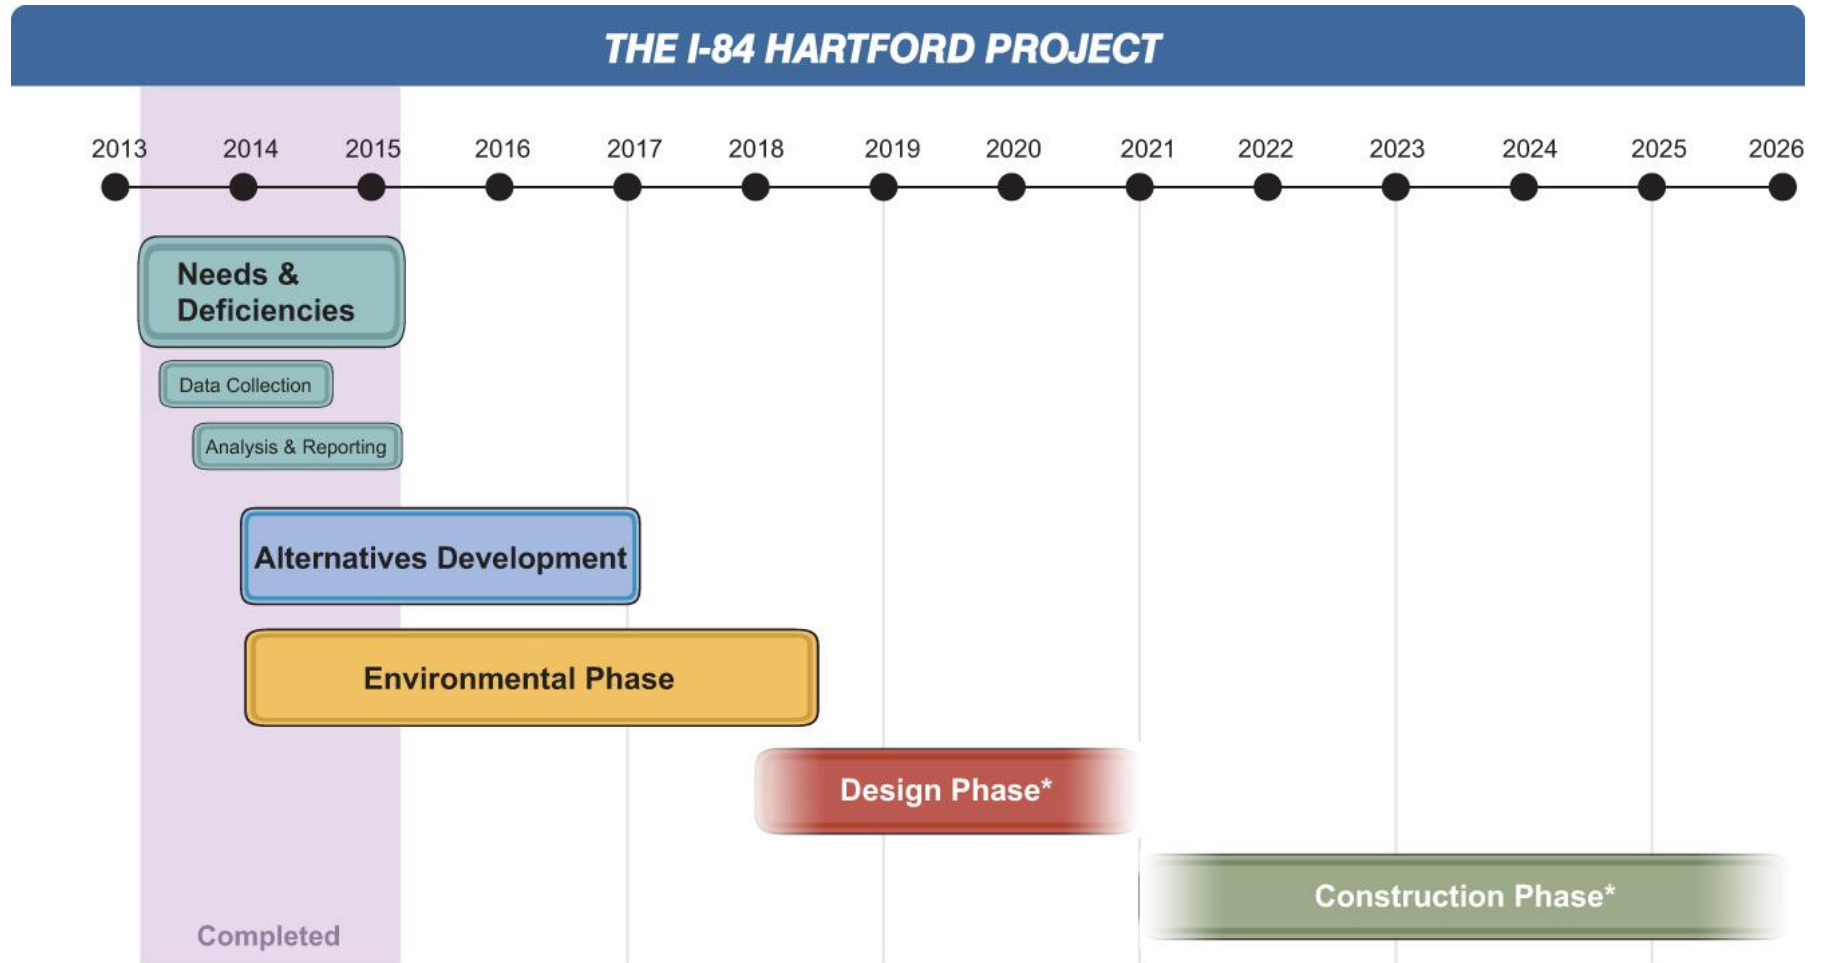 THE I-84 HARTFORD PROJECT
2013 2014 2015 2016 2017 2018 2019 2020 2021 2022 2023 2024 2025 2026
Needs &
Deficiencies
Data Collection
Analysis & Reporting
Alternatives Development
Environmental Phase
Design Phase*
Construction Phase*
Completed